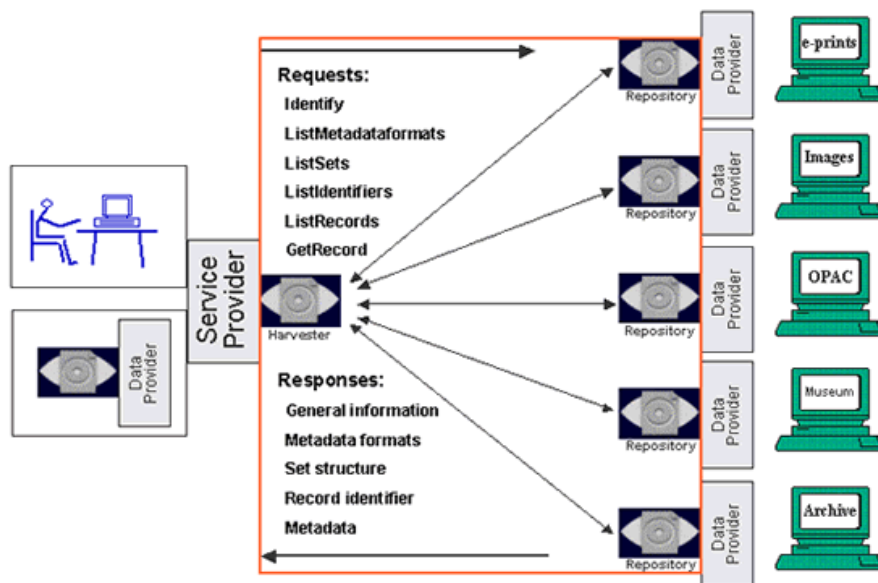 Requests:
Identify
ListMetadataformats
ListSets
ListIdentifiers
ListRecords
GetRecord
Service Provider
Harvester
Data Provider
Responses:
General information
Metadata formats
Set structure
Record identifier
Metadata
Repository
Data Provider
e-prints
Repository
Data Provider
Images
Repository
Data Provider
OPAC
Repository
Data Provider
Museum
Repository
Data Provider
Archive